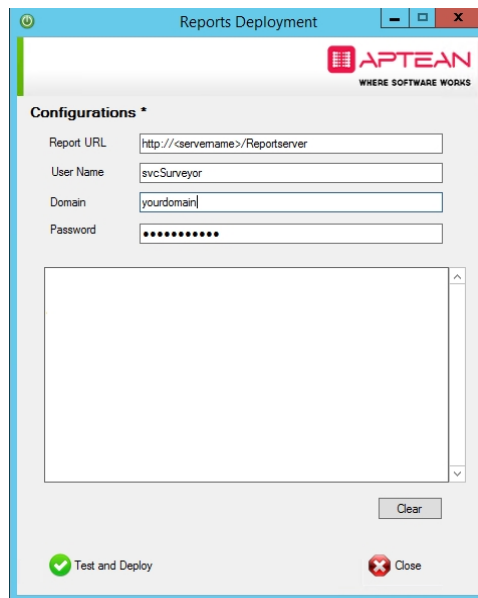 Reports Deployment
APTEAN
WHERE SOFTWARE WORKS
Configurations *
Report URL http://<servername>/Reportserver
User Name svcSurveyor
Domain yourdomain
Password ●●●●●●●●●●●
Clear
Test and Deploy Close